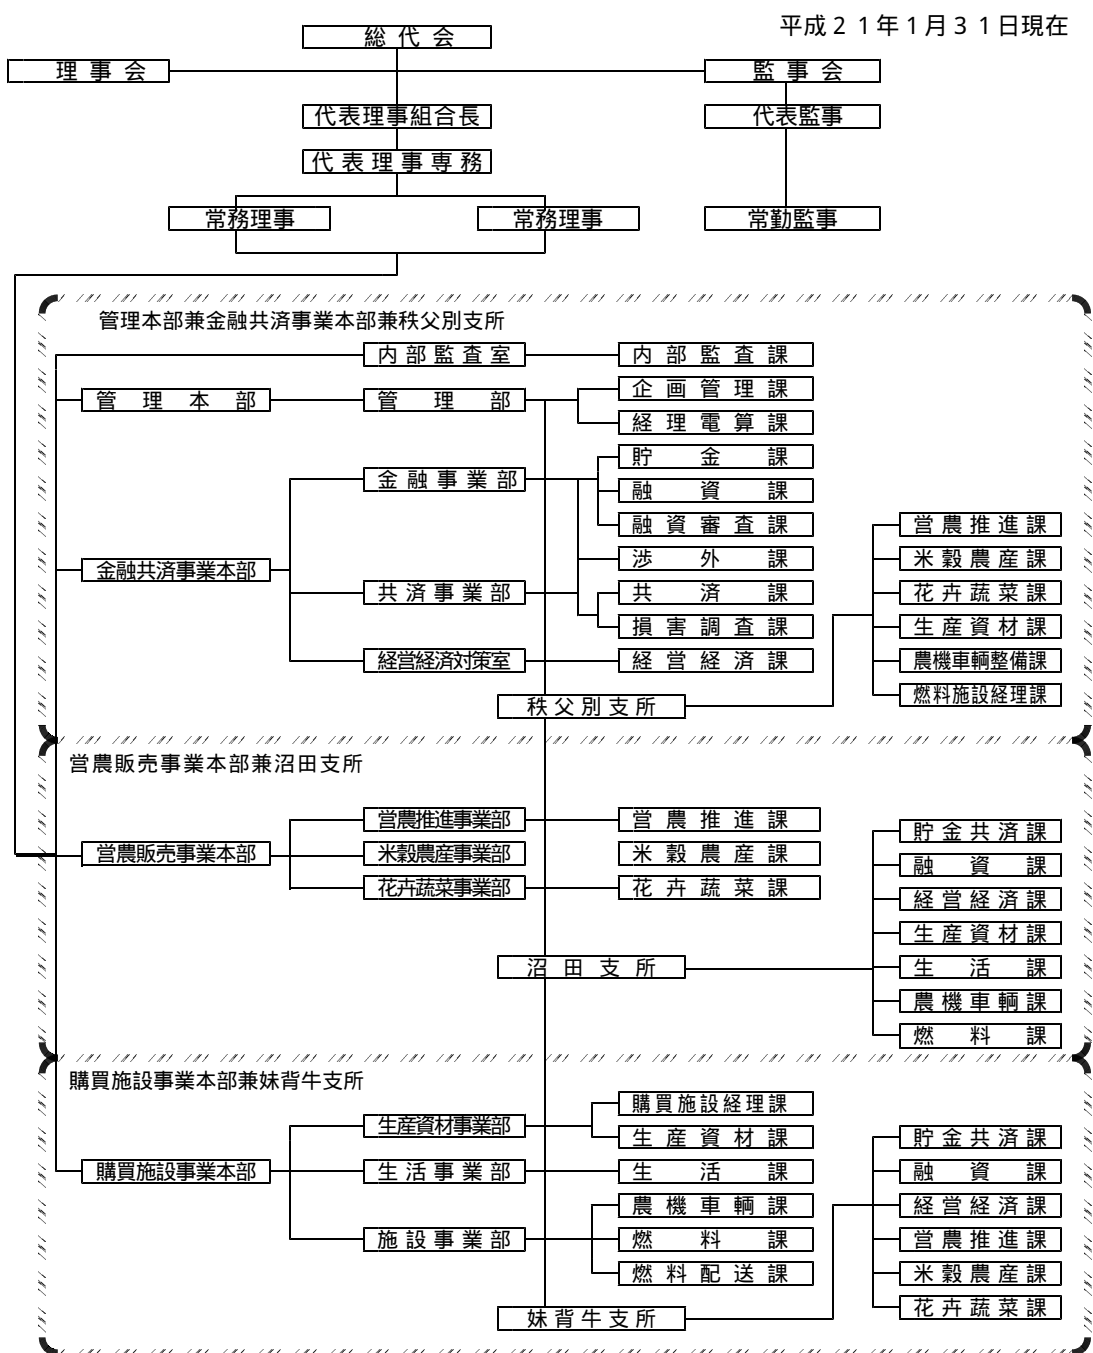 平成２１年１月３１日現在
総代会
理事会
監事会
代表理事組合長
代表監事
代表理事専務
常務理事
常務理事
常勤監事
管理本部兼金融共済事業本部兼秩父別支所
内部監査室
内部監査課
管理本部
管理部
企画管理課
経理電算課
金融共済事業本部
金融事業部
貯金課
融資課
融資審査課
渉外課
共済事業部
共済課
損害調査課
経営経済対策室
経営経済課
秩父別支所
営農推進課
米穀農産課
花卉蔬菜課
生産資材課
農機車輌整備課
燃料施設経理課
営農販売事業本部兼沼田支所
営農販売事業本部
営農推進事業部
営農推進課
米穀農産事業部
米穀農産課
花卉蔬菜事業部
花卉蔬菜課
沼田支所
貯金共済課
融資課
経営経済課
生産資材課
生活課
農機車輌課
燃料課
購買施設事業本部兼妹背牛支所
購買施設事業本部
生産資材事業部
購買施設経理課
生産資材課
生活事業部
生活課
施設事業部
農機車輌課
燃料課
燃料配送課
妹背牛支所
貯金共済課
融資課
経営経済課
営農推進課
米穀農産課
花卉蔬菜課